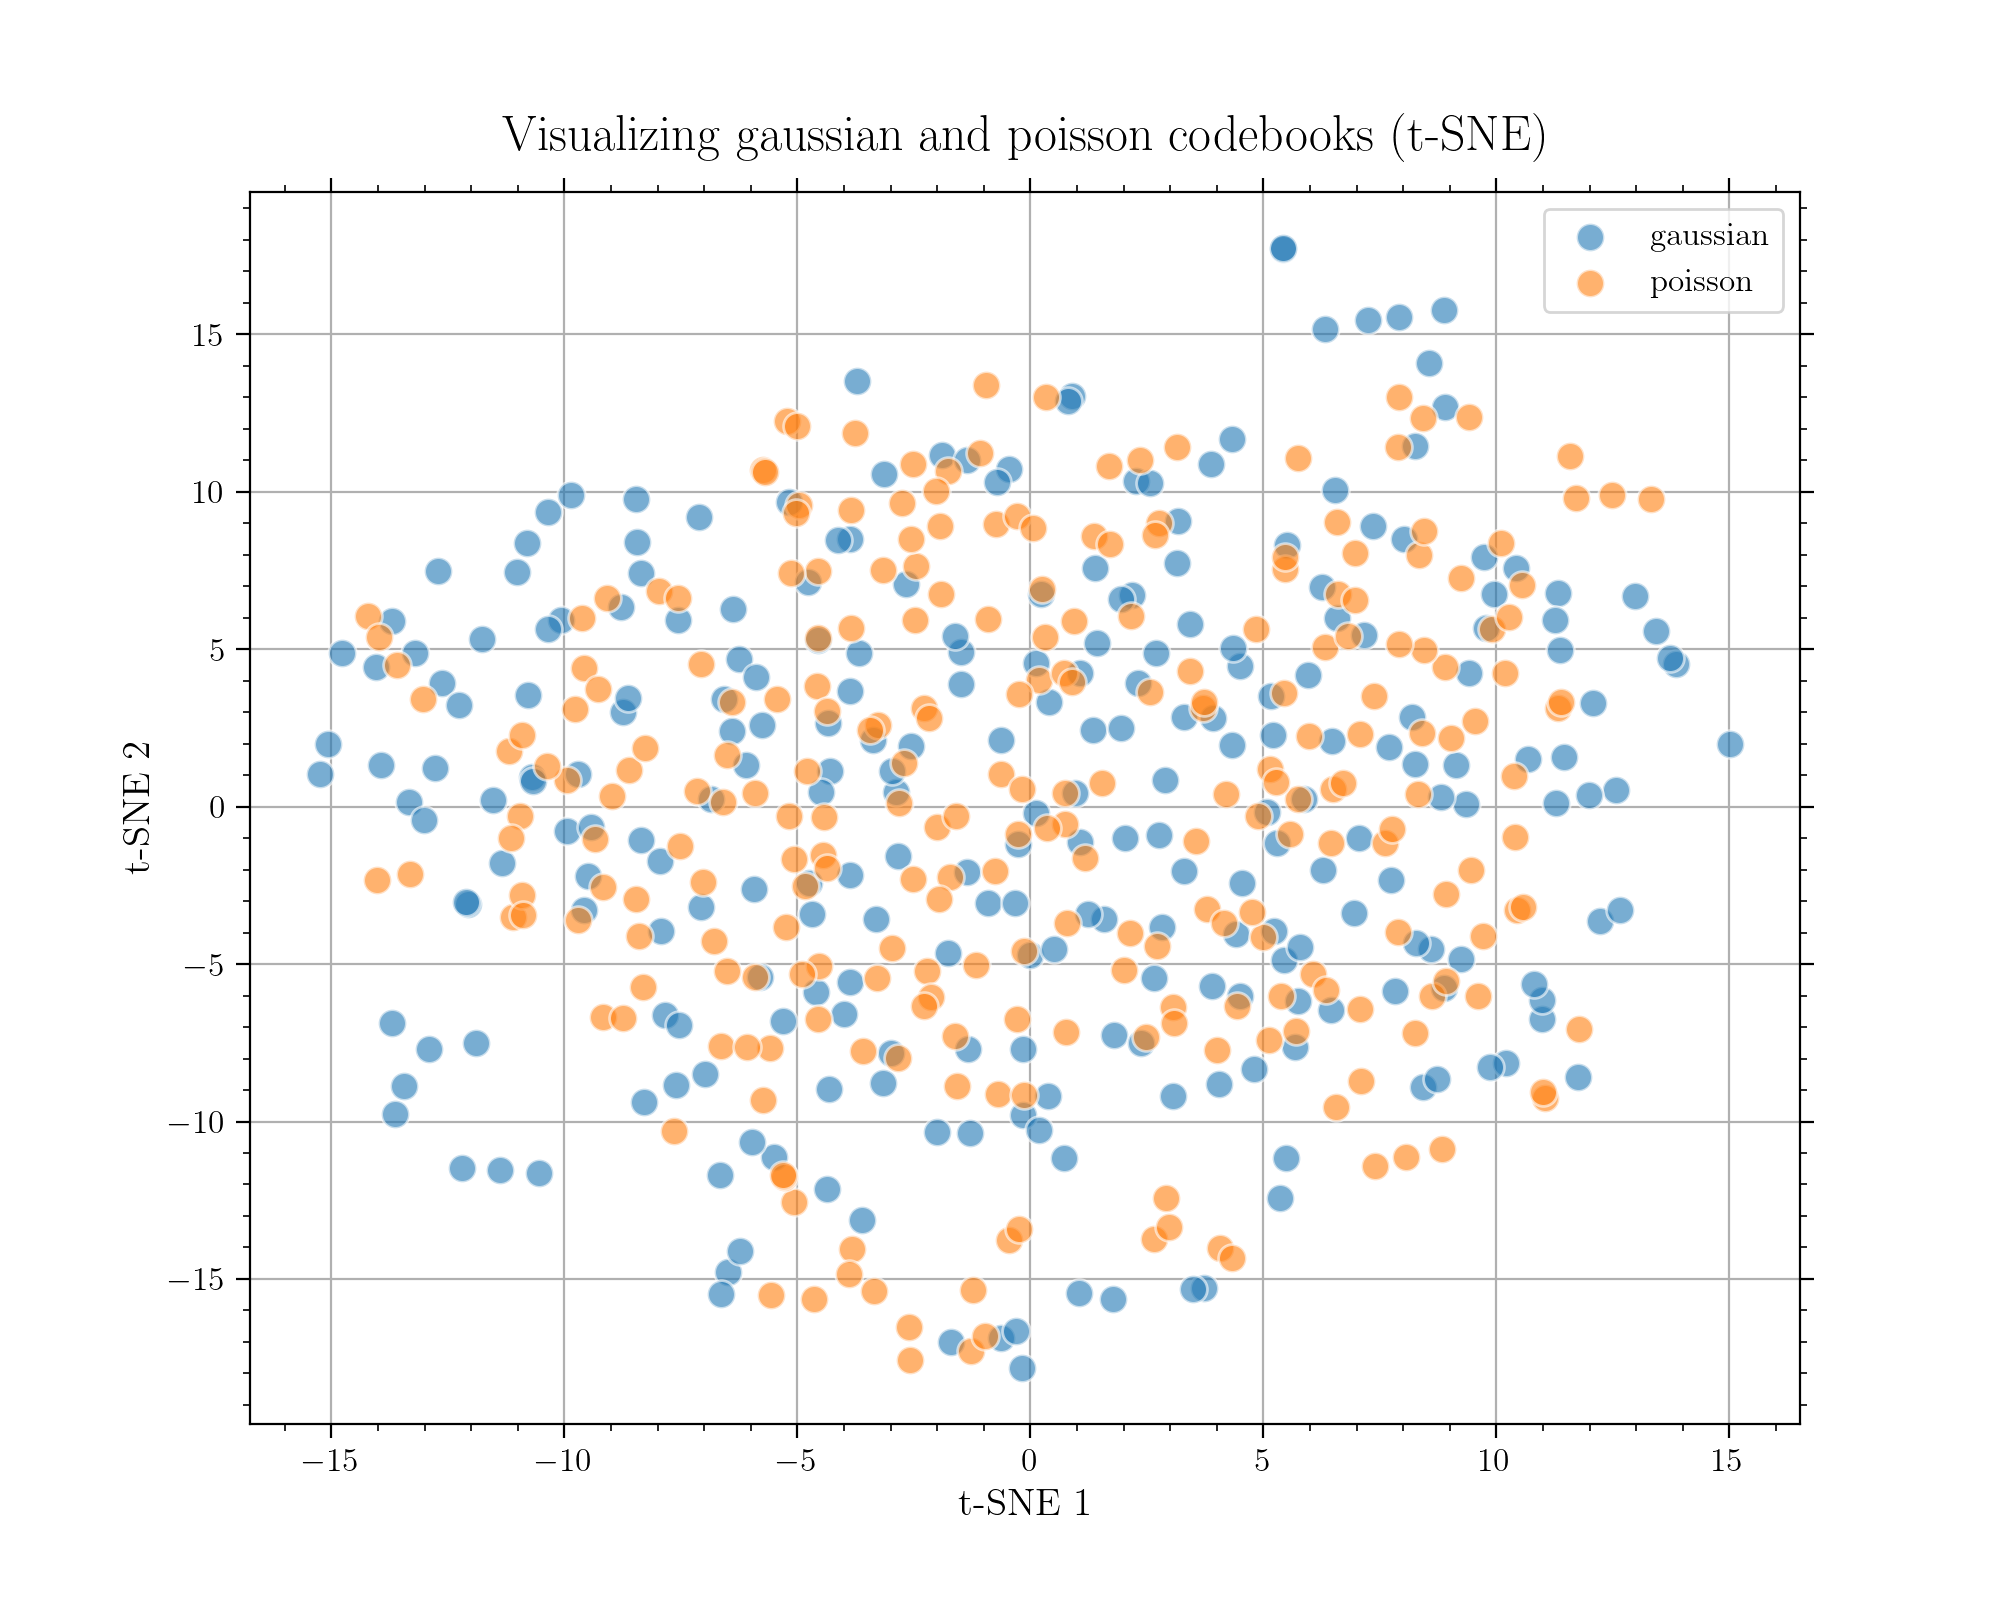 Visualizing gaussian and poisson codebooks (t-SNE)
gaussian
poisson
15
10
5
0
−5
−10
−15
t-SNE 2
−15
−10
−5
0
5
10
15
t-SNE 1